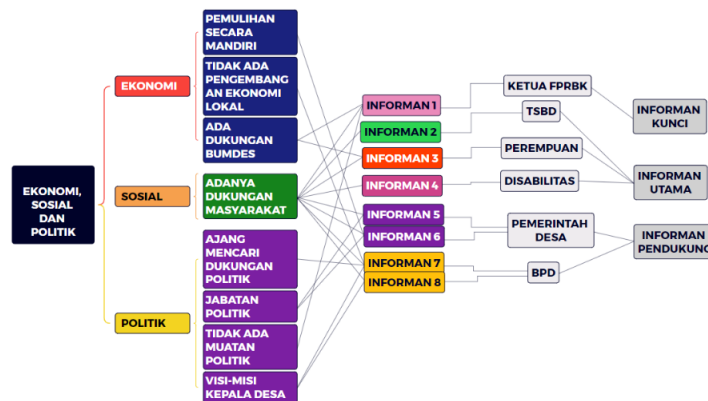 EKONOMI,
SOSIAL
DAN
POLITIK
EKONOMI
SOSIAL
POLITIK
PEMULIHAN
SECARA
MANDIRI
TIDAK ADA
PENGEMBANG
AN EKONOMI
LOKAL
ADA
DUKUNGAN
BUMDES
ADANYA
DUKUNGAN
MASYARAKAT
AJANG
MENCARI
DUKUNGAN
POLITIK
JABATAN
POLITIK
TIDAK ADA
MUATAN
POLITIK
VISI-MISI
KEPALA DESA
INFORMAN 1
INFORMAN 2
INFORMAN 3
INFORMAN 4
INFORMAN 5
INFORMAN 6
INFORMAN 7
INFORMAN 8
KETUA FPRBK
TSBD
PEREMPUAN
DISABILITAS
PEMERINTAH
DESA
BPD
INFORMAN
KUNCI
INFORMAN
UTAMA
INFORMAN
PENDUKUNG